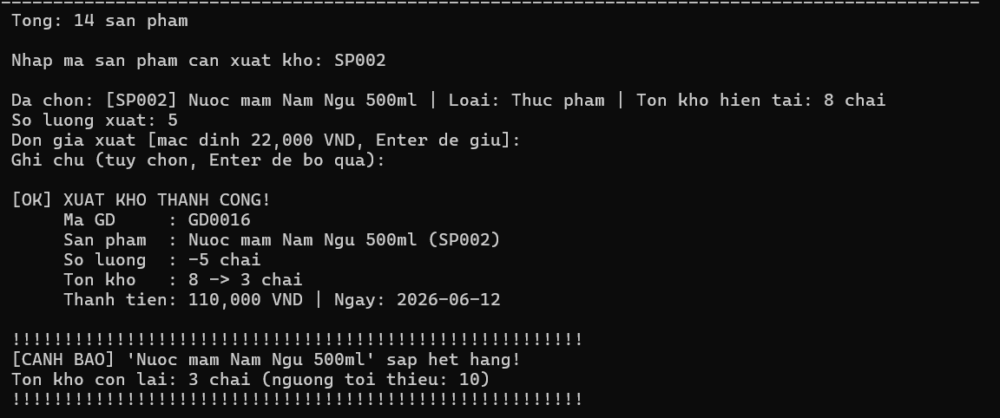 Tong: 14 san pham
Nhap ma san pham can xuat kho: SP002
Da chon: [SP002] Nuoc mam Nam Ngu 500ml | Loai: Thuc pham | Ton kho hien tai: 8 chai
So luong xuat: 5
Don gia xuat [mac dinh 22,000 VND, Enter de giu]:
Ghi chu (tuy chon, Enter de bo qua):
[OK] XUAT KHO THANH CONG!
Ma GD : GD0016
San pham : Nuoc mam Nam Ngu 500ml (SP002)
So luong : -5 chai
Ton kho : 8 -> 3 chai
Thanh tien: 110,000 VND | Ngay: 2026-06-12
!!!!!!!!!!!!!!!!!!!!!!!!!!!!!!!!!!!!!!!!!!!!!!!!!!!!!!!
[CANH BAO] 'Nuoc mam Nam Ngu 500ml' sap het hang!
Ton kho con lai: 3 chai (nguong toi thieu: 10)
!!!!!!!!!!!!!!!!!!!!!!!!!!!!!!!!!!!!!!!!!!!!!!!!!!!!!!!